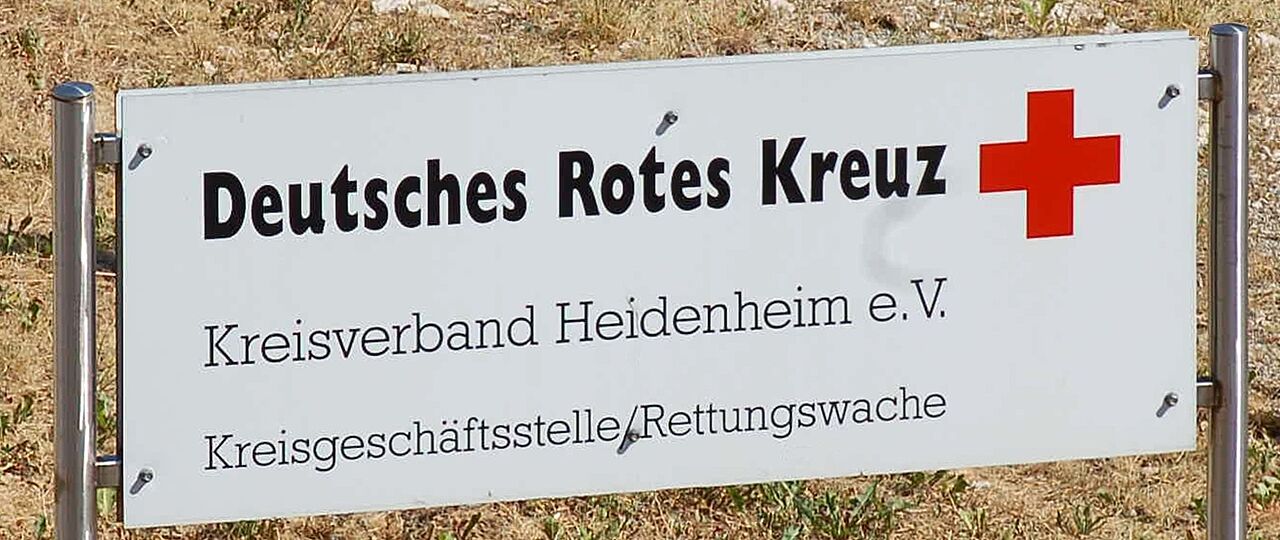 Deutsches Rotes Kreuz
Kreisverband Heidenheim e.V.
Kreisgeschäftsstelle/Rettungswache